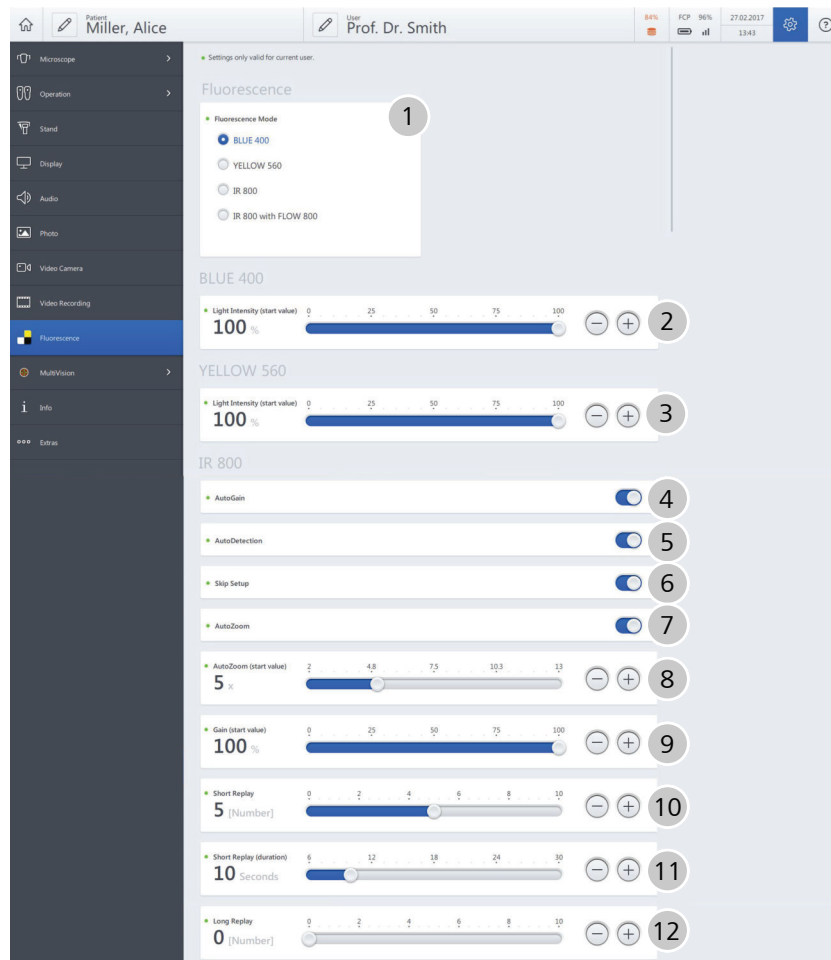 Patient
Miller, Alice
User
Prof. Dr. Smith
84%
FCP 96%
27.02.2017
13:43
?
Microscope
Operation
Stand
Display
Audio
Photo
Video Camera
Video Recording
Fluorescence
MultiVision
i Info
Extras
Settings only valid for current user.
Fluorescence
Fluorescence Mode
1
BLUE 400
YELLOW 560
IR 800
IR 800 with FLOW 800
BLUE 400
Light Intensity (start value) 0 25 50 75 100
100 %
2
YELLOW 560
Light Intensity (start value) 0 25 50 75 100
100 %
3
IR 800
AutoGain
4
AutoDetection
5
Skip Setup
6
AutoZoom
7
AutoZoom (start value) 2 4,8 7,5 10,3 13
5 x
8
Gain (start value) 0 25 50 75 100
100 %
9
Short Replay 0 2 4 6 8 10
5 [Number]
10
Short Replay (duration) 6 12 18 24 30
10 Seconds
11
Long Replay 0 2 4 6 8 10
0 [Number]
12